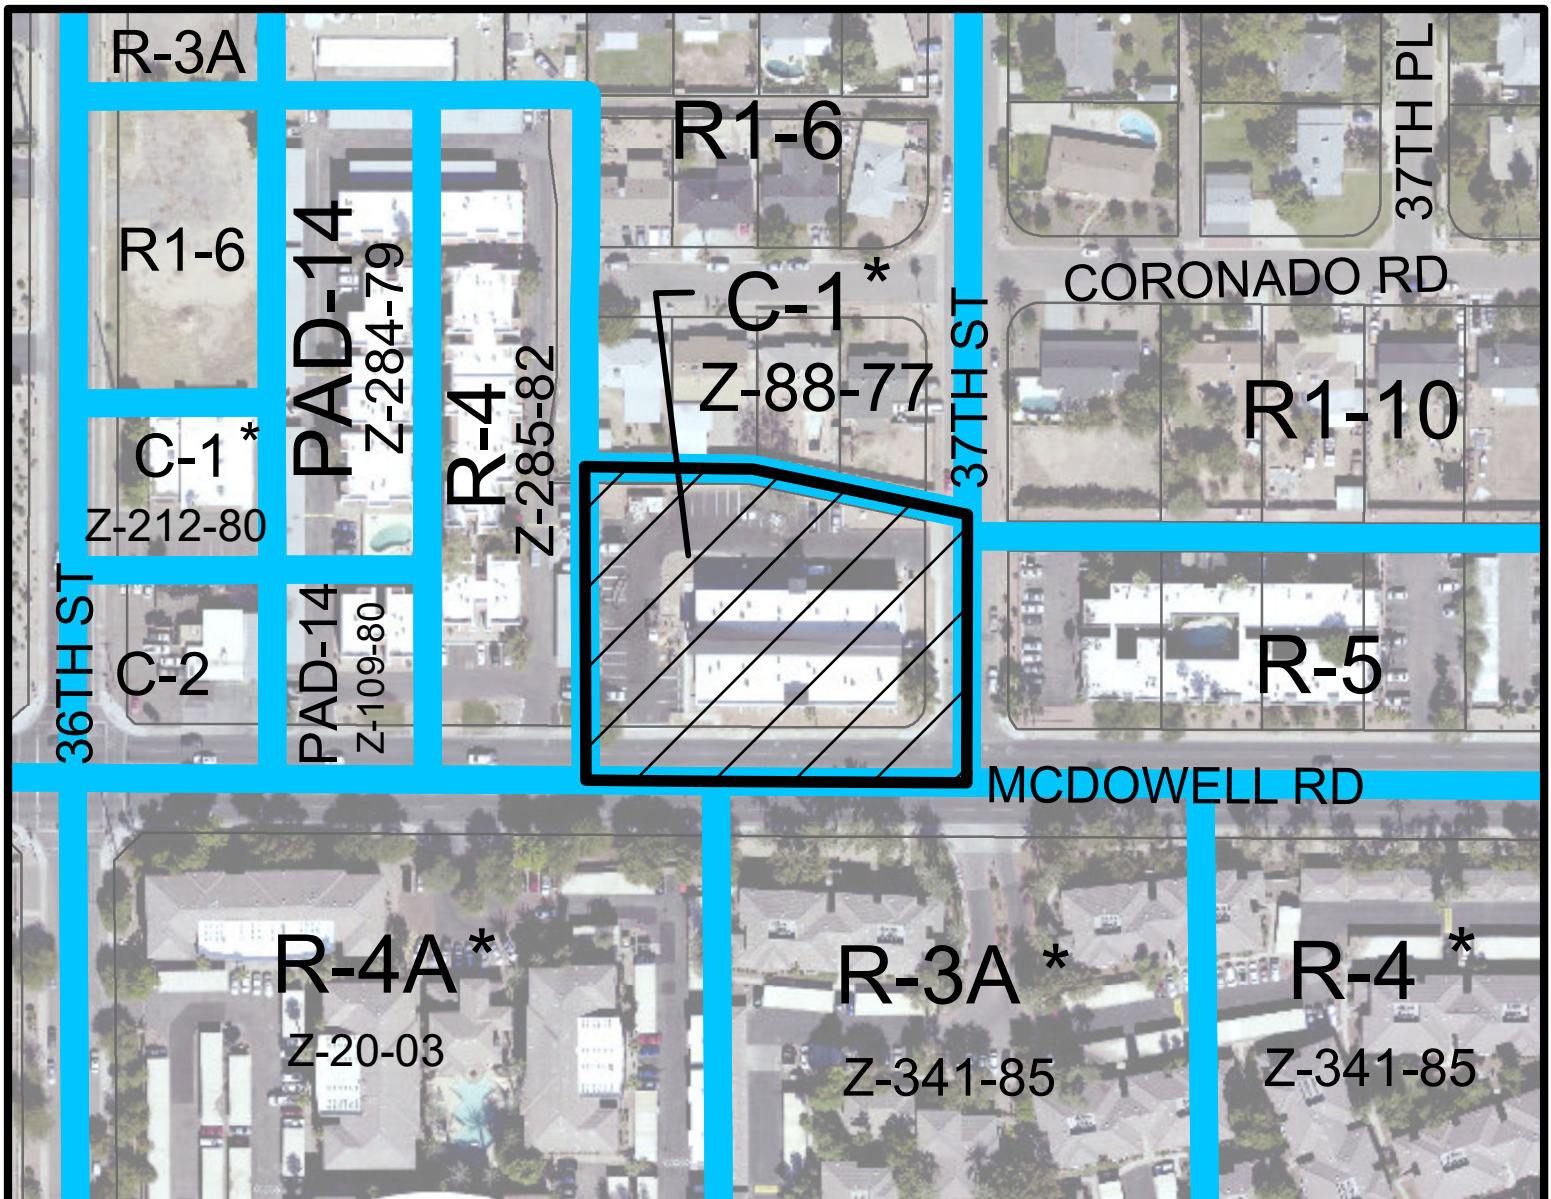 R-3A
R1-6
37TH PL
R1-6
PAD-14
Z-284-79
C-1 *
Z-88-77
CORONADO RD
37TH ST
R-4
Z-285-82
R1-10
C-1 *
Z-212-80
36TH ST
C-2
PAD-14
Z-109-80
R-5
MCDOWELL RD
R-4A *
Z-20-03
R-3A *
Z-341-85
R-4 *
Z-341-85